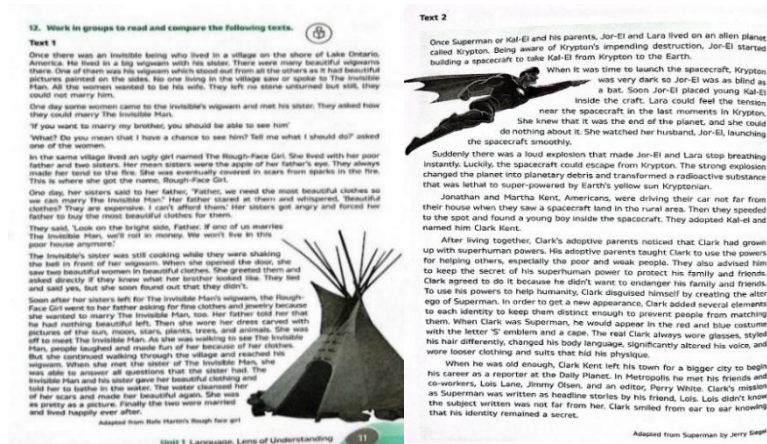 12. Work in groups to read and compare the following texts.
Text 1
Once there was an Invisible being who lived in a village on the shore of Lake Ontario,
America. He lived in a big wigwam with his sister. There were many beautiful wigwams
there. One of them was his wigwam which stood out from all the others as it had beautiful
pictures painted on the sides. No one living in the village saw or spoke to The Invisible
Man. All the women wanted to be his wife. They left no stone unturned but still, they
could not marry him.
One day some women came to the Invisible's wigwam and met his sister. They asked how
they could marry The Invisible Man.
'If you want to marry my brother, you should be able to see him'
'What? Do you mean that I have a chance to see him? Tell me what I should do?' asked
one of the women.
In the same village lived an ugly girl named The Rough-Face Girl. She lived with her poor
father and two sisters. Her mean sisters were the apple of her father's eye. They always
made her tend to the fire. She was eventually covered in scars from sparks in the fire.
This is where she got the name, Rough-Face Girl.
One day, her sisters said to her father, 'Father, we need the most beautiful clothes so
we can marry The Invisible Man.' Her father stared at them and whispered, 'Beautiful
clothes? They are expensive. I can't afford them.' Her sisters got angry and forced her
father to buy the most beautiful clothes for them.
They said, 'Look on the bright side, Father. If one of us marries
The Invisible Man, we'll roll in money. We won't live in this
poor house anymore.'
The Invisible's sister was still cooking while they were shaking
the bell in front of her wigwam. When she opened the door, she
saw two beautiful women in beautiful clothes. She greeted them and
asked directly if they knew what her brother looked like. They lied
and said yes, but she soon found out that they didn't.
Soon after her sisters left for The Invisible Man's wigwam, the Rough-
Face Girl went to her father asking for fine clothes and jewelry because
she wanted to marry The Invisible Man, too. Her father told her that
he had nothing beautiful left. Then she wore her dress carved with
pictures of the sun, moon, stars, plants, trees, and animals. She was
off to meet The Invisible Man. As she was walking to see The Invisible
Man, people laughed and made fun of her because of her clothes.
But she continued walking through the village and reached his
wigwam. When she met the sister of The Invisible Man, she
was able to answer all questions that the sister had. The
Invisible Man and his sister gave her beautiful clothing and
told her to bathe in the water. The water cleansed her
of her scars and made her beautiful again. She was
as pretty as a picture. Finally the two were married
and lived happily ever after.
Adapted from Rafe Martin's Rough face girl
Unit 1 Language, Lens of Understanding 11
Text 2
Once Superman or Kal-El and his parents, Jor-El and Lara lived on an alien planet
called Krypton. Being aware of Krypton's impending destruction, Jor-El started
building a spacecraft to take Kal-El from Krypton to the Earth.
When it was time to launch the spacecraft, Krypton
was very dark so Jor-El was as blind as
a bat. Soon Jor-El placed young Kal-El
inside the craft. Lara could feel the tension
near the spacecraft in the last moments in Krypton.
She knew that it was the end of the planet, and she could
do nothing about it. She watched her husband, Jor-El, launching
the spacecraft smoothly.
Suddenly there was a loud explosion that made Jor-El and Lara stop breathing
instantly. Luckily, the spacecraft could escape from Krypton. The strong explosion
changed the planet into planetary debris and transformed a radioactive substance
that was lethal to super-powered by Earth's yellow sun Kryptonian.
Jonathan and Martha Kent, Americans, were driving their car not far from
their house when they saw a spacecraft land in the rural area. Then they speeded
to the spot and found a young boy inside the spacecraft. They adopted Kal-el and
named him Clark Kent.
After living together, Clark's adoptive parents noticed that Clark had grown
up with superhuman powers. His adoptive parents taught Clark to use the powers
for helping others, especially the poor and weak people. They also advised him
to keep the secret of his superhuman power to protect his family and friends.
Clark agreed to do it because he didn't want to endanger his family and friends.
To use his powers to help humanity, Clark disguised himself by creating the alter
ego of Superman. In order to get a new appearance, Clark added several elements
to each identity to keep them distinct enough to prevent people from matching
them. When Clark was Superman, he would appear in the red and blue costume
with the letter 'S' emblem and a cape. The real Clark always wore glasses, styled
his hair differently, changed his body language, significantly altered his voice, and
wore looser clothing and suits that hid his physique.
When he was old enough, Clark Kent left his town for a bigger city to begin
his career as a reporter at the Daily Planet. In Metropolis he met his friends and
co-workers, Lois Lane, Jimmy Olsen, and an editor, Perry White. Clark's mission
as Superman was written as headline stories by his friend, Lois. Lois didn't know
the subject written was not far from her. Clark smiled from ear to ear knowing
that his identity remained a secret.
Adapted from Superman by Jerry Siegel